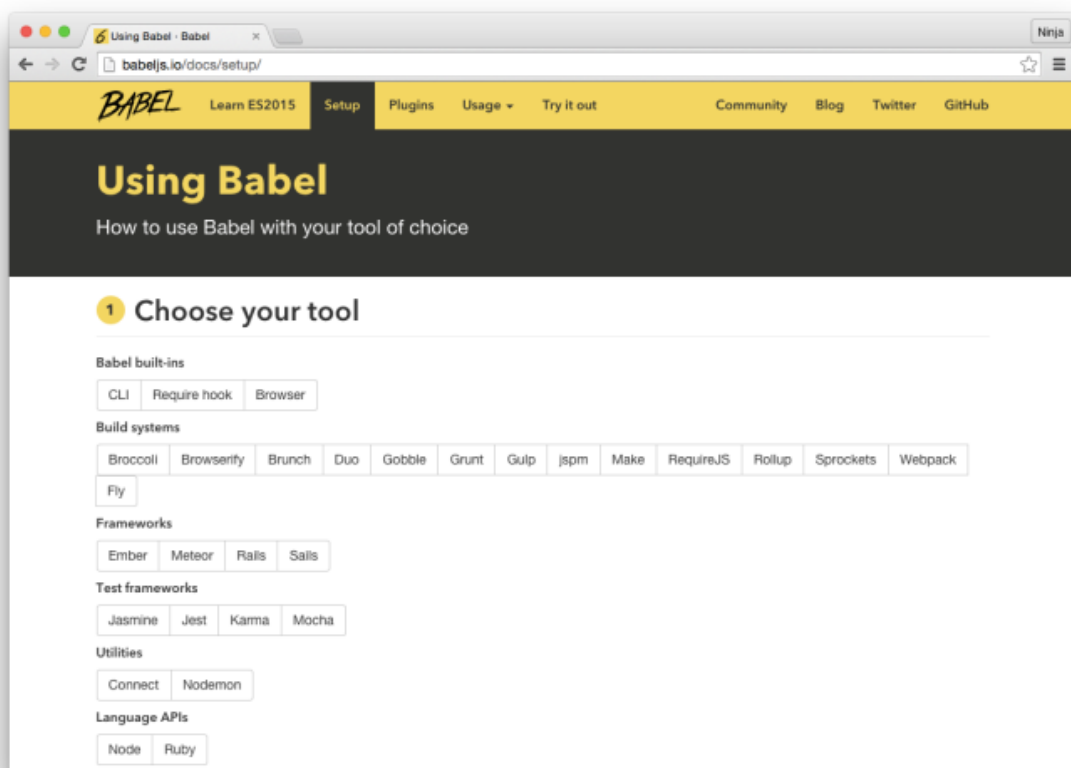 6 Using Babel · Babel
Ninja
babeljs.io/docs/setup/
BABEL Learn ES2015 Setup Plugins Usage Try it out Community Blog Twitter GitHub
Using Babel
How to use Babel with your tool of choice
1 Choose your tool
Babel built-ins
CLI Require hook Browser
Build systems
Broccoli Browserify Brunch Duo Gobble Grunt Gulp jspm Make RequireJS Rollup Sprockets Webpack
Fly
Frameworks
Ember Meteor Rails Sails
Test frameworks
Jasmine Jest Karma Mocha
Utilities
Connect Nodemon
Language APIs
Node Ruby